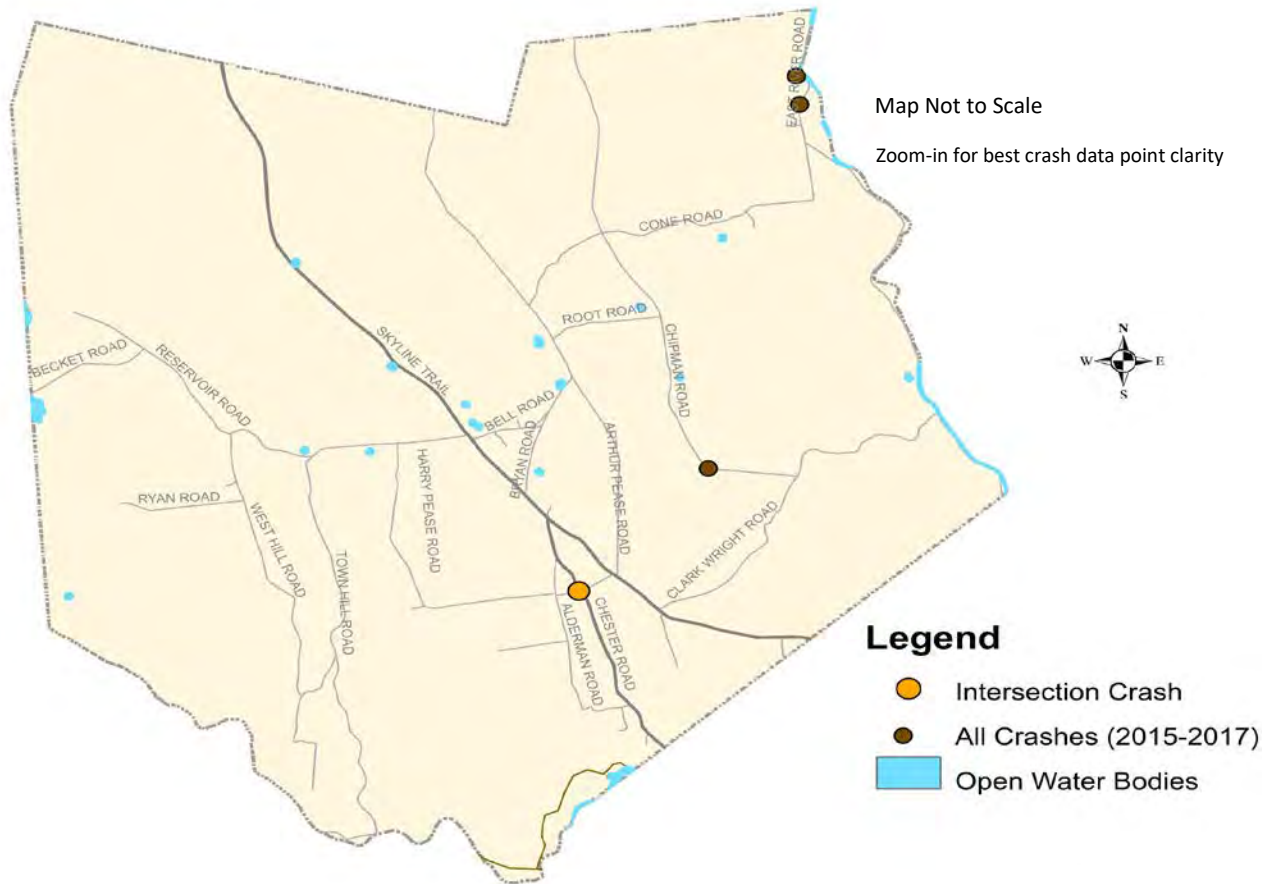 EAST RIVER ROAD
Map Not to Scale
Zoom-in for best crash data point clarity
CONE ROAD
ROOT ROAD
CHIPMAN ROAD
SKYLINE TRAIL
BECKET ROAD
RESERVOIR ROAD
BELL ROAD
BRYAN ROAD
ARTHUR PEASE ROAD
HARRY PEASE ROAD
RYAN ROAD
WEST HILL ROAD
TOWN HILL ROAD
CLARK WRIGHT ROAD
ALDERMAN ROAD
CHESTER ROAD
N
W
E
S
Legend
Intersection Crash
All Crashes (2015-2017)
Open Water Bodies